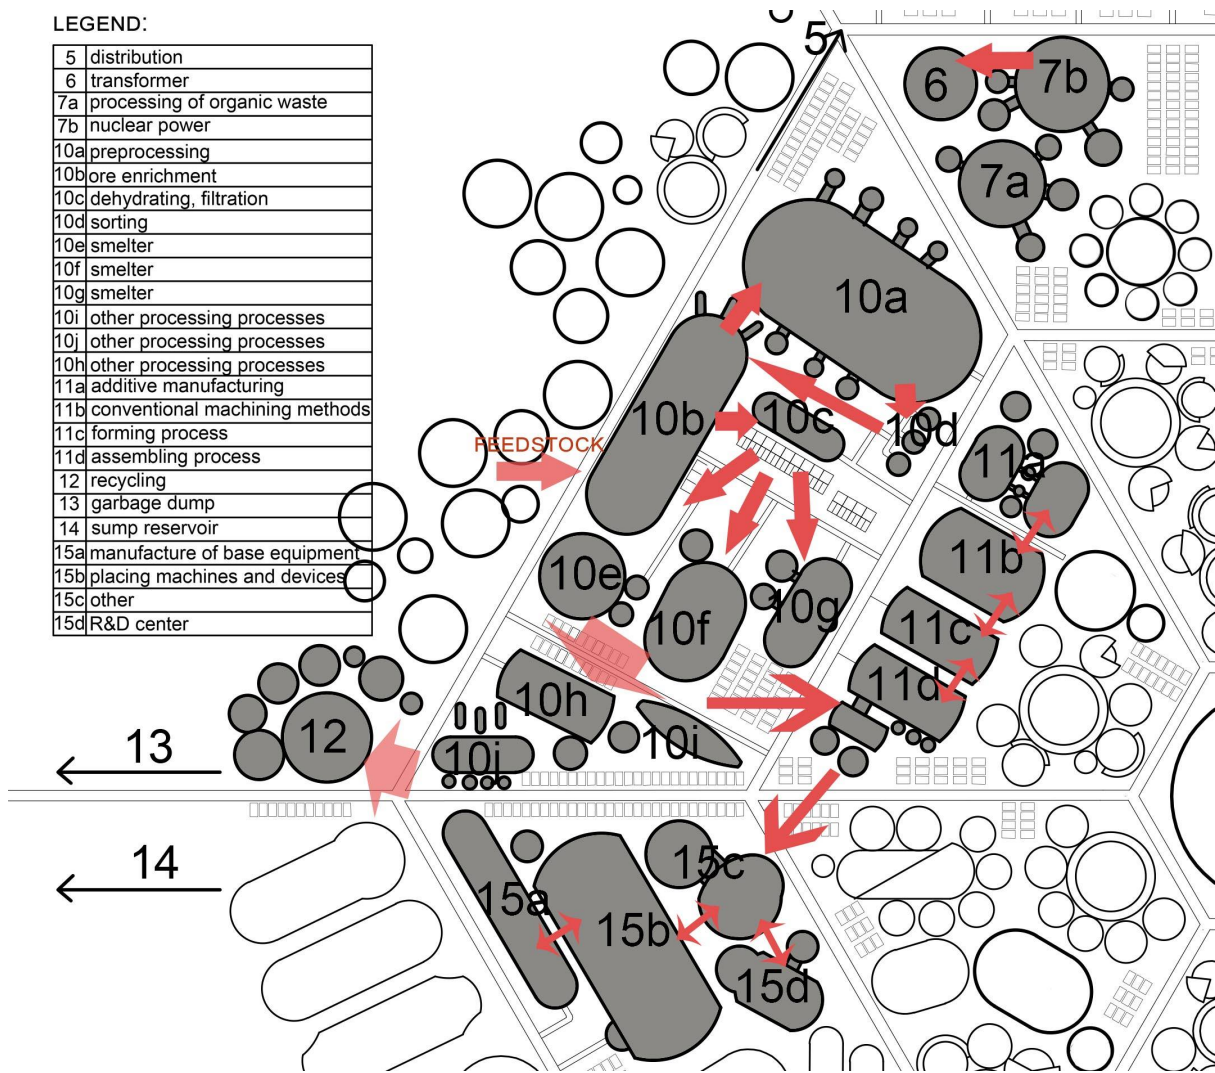 LEGEND:
5 distribution
6 transformer
7a processing of organic waste
7b nuclear power
10a preprocessing
10b ore enrichment
10c dehydrating, filtration
10d sorting
10e smelter
10f smelter
10g smelter
10i other processing processes
10j other processing processes
10h other processing processes
11a additive manufacturing
11b conventional machining methods
11c forming process
11d assembling process
12 recycling
13 garbage dump
14 sump reservoir
15a manufacture of base equipment
15b placing machines and devices
15c other
15d R&D center
5
6
7b
7a
10a
10b
10c
10d
FEEDSTOCK
11a
11b
10e
10f
10g
11c
11d
10h
10i
10j
12
13
14
15a
15b
15c
15d